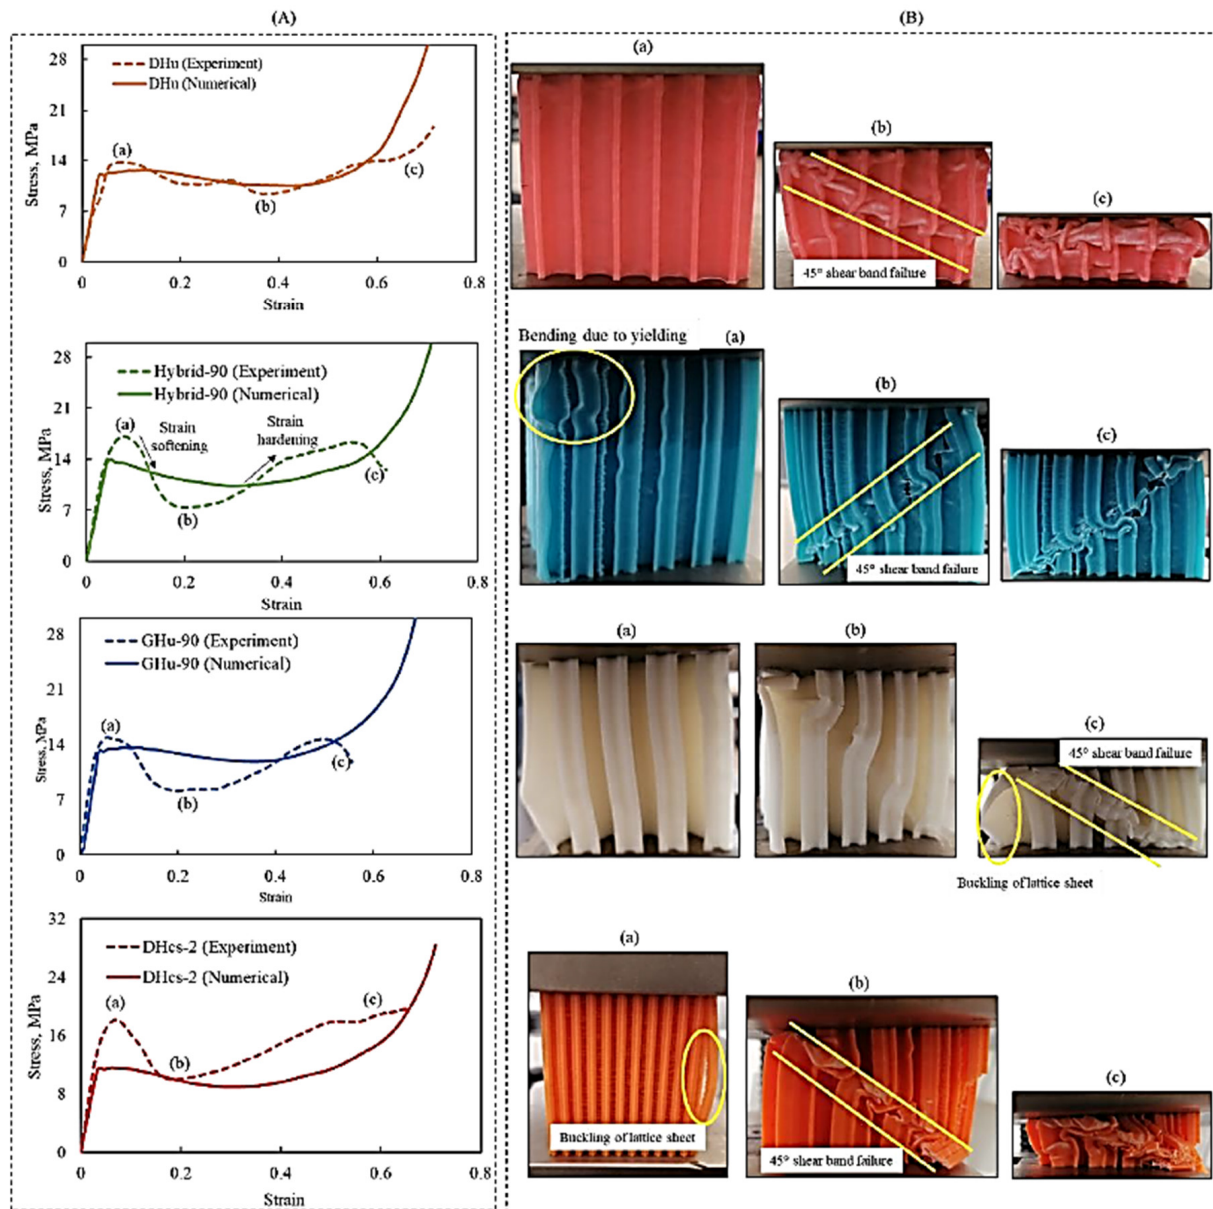 (A)
(B)
28
21
14
7
0
Stress, MPa
DHu (Experiment)
DHu (Numerical)
(a)
(b)
(c)
0
0.2
0.4
0.6
0.8
Strain
(a)
(b)
45° shear band failure
(c)
28
21
14
7
0
Stress, MPa
Hybrid-90 (Experiment)
Hybrid-90 (Numerical)
(a)
Strain
softening
Strain
hardening
(b)
(c)
0
0.2
0.4
0.6
0.8
Strain
Bending due to yielding
(a)
(b)
45° shear band failure
(c)
28
21
14
7
0
Stress, MPa
GHu-90 (Experiment)
GHu-90 (Numerical)
(a)
(b)
(c)
0
0.2
0.4
0.6
0.8
Strain
(a)
(b)
(c)
45° shear band failure
Buckling of lattice sheet
32
24
16
8
0
Stress, MPa
DHcs-2 (Experiment)
DHcs-2 (Numerical)
(a)
(b)
(c)
0
0.2
0.4
0.6
0.8
Strain
(a)
Buckling of lattice sheet
(b)
45° shear band failure
(c)